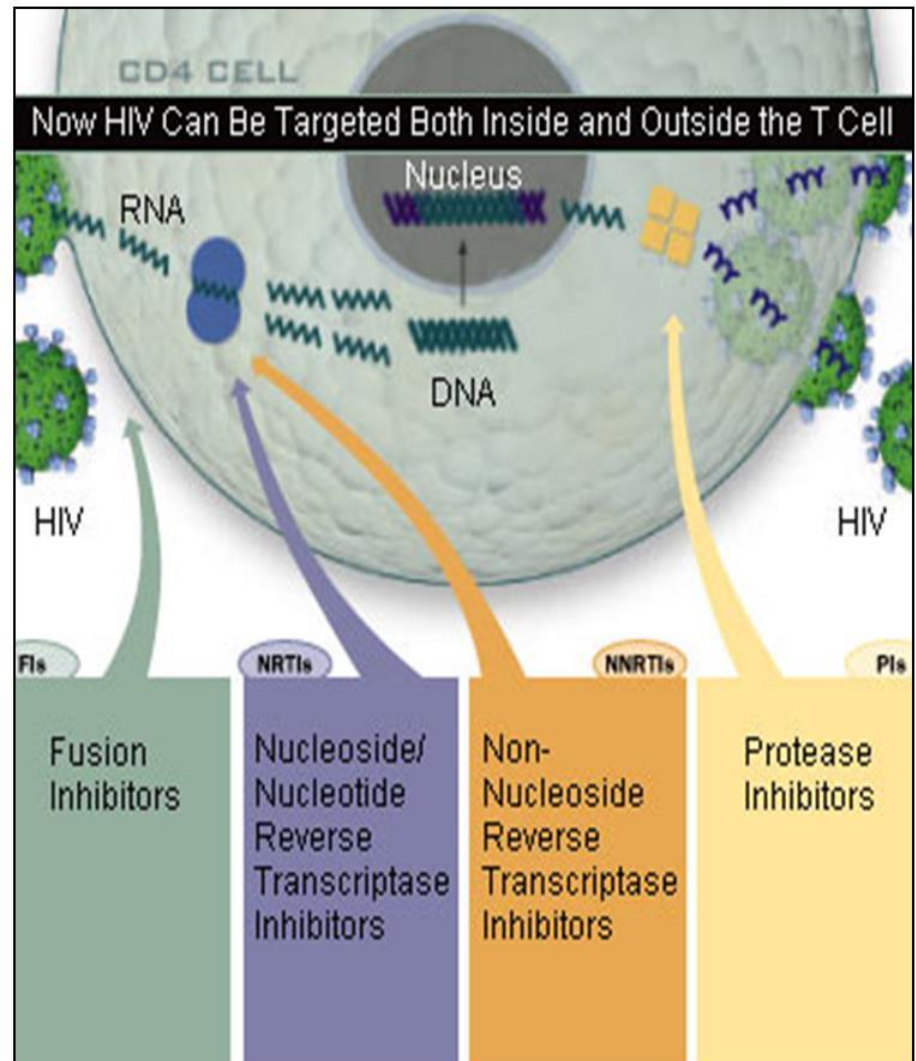 CD4 CELL
Now HIV Can Be Targeted Both Inside and Outside the T Cell
Nucleus
RNA
DNA
HIV
HIV
FIs
NRTIs
NNRTIs
PIs
Fusion
Inhibitors
Nucleoside/
Nucleotide
Reverse
Transcriptase
Inhibitors
Non-
Nucleoside
Reverse
Transcriptase
Inhibitors
Protease
Inhibitors